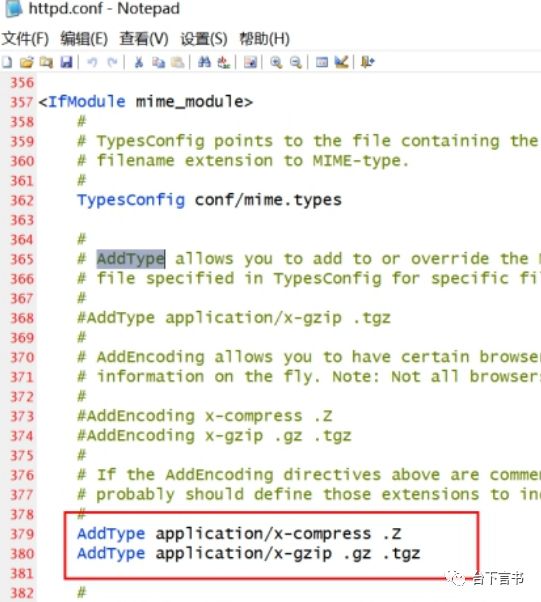 httpd.conf - Notepad
文件(F) 编辑(E) 查看(V) 设置(S) 帮助(H)
356
357 <IfModule mime_module>
358 #
359 # TypesConfig points to the file containing the
360 # filename extension to MIME-type.
361 #
362 TypesConfig conf/mime.types
363
364 #
365 # AddType allows you to add to or override the
366 # file specified in TypesConfig for specific
367 #
368 #AddType application/x-gzip .tgz
369 #
370 # AddEncoding allows you to have certain browser
371 # information on the fly. Note: Not all browsers
372 #
373 #AddEncoding x-compress .Z
374 #AddEncoding x-gzip .gz .tgz
375 #
376 # If the AddEncoding directives above are comme
377 # probably should define those extensions to in
378 #
379 AddType application/x-compress .Z
380 AddType application/x-gzip .gz .tgz
381
382 #
台下言书